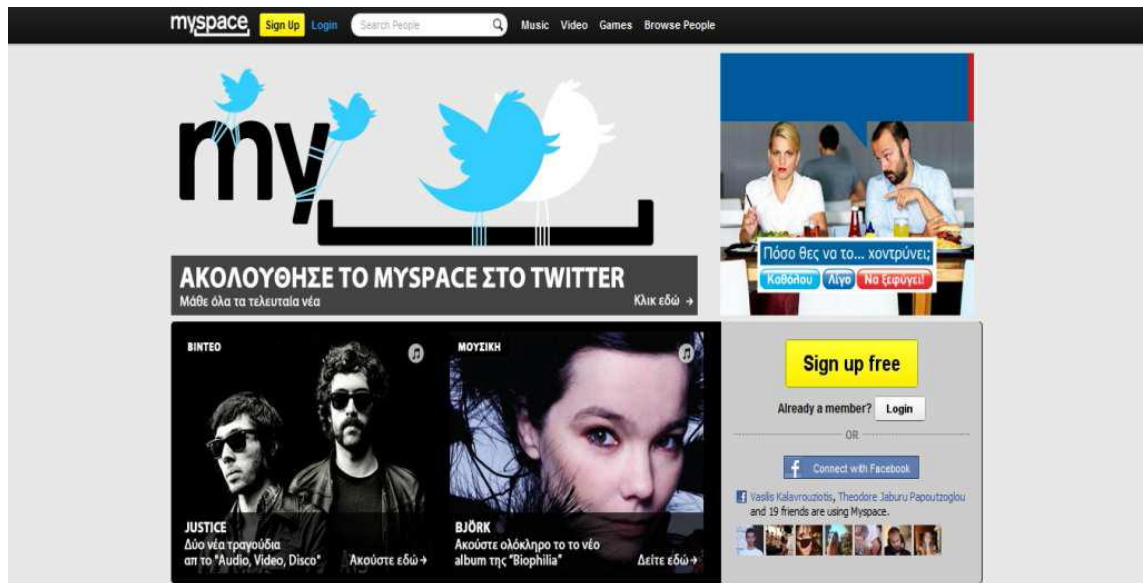 myspace Sign Up Login Search People Music Video Games Browse People
my
ΑΚΟΛΟΥΘΗΣΕ ΤΟ MYSPACE ΣΤΟ TWITTER
Μάθε όλα τα τελευταία νέα Κλικ εδώ →
Πόσο θες να το... χοντρύνει;
Καθόλου Λίγο Να ξεφύγει!
ΒΙΝΤΕΟ
JUSTICE
Δύο νέα τραγούδια
απ το "Audio, Video, Disco" Ακούστε εδώ →
ΜΟΥΣΙΚΗ
BJÖRK
Ακούστε ολόκληρο το το νέο
album της "Biophilia" Δείτε εδώ →
Sign up free
Already a member? Login
OR
f Connect with Facebook
f Vasilis Kalavrouziotis, Theodore Jaburu Papoutzoglou
and 19 friends are using Myspace.